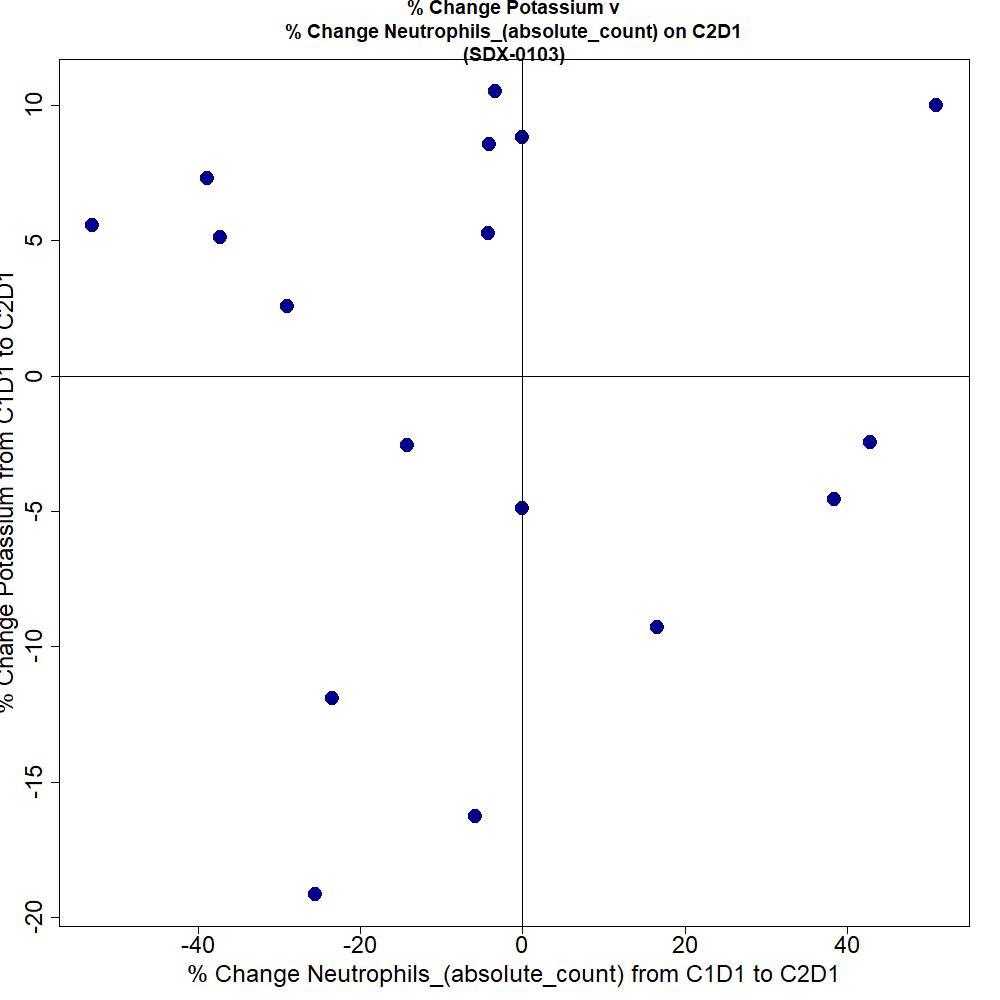 % Change Potassium v
% Change Neutrophils_(absolute_count) on C2D1
(SDX-0103)
% Change Potassium from C1D1 to C2D1
10
5
0
-5
-10
-15
-20
-40
-20
0
20
40
% Change Neutrophils_(absolute_count) from C1D1 to C2D1